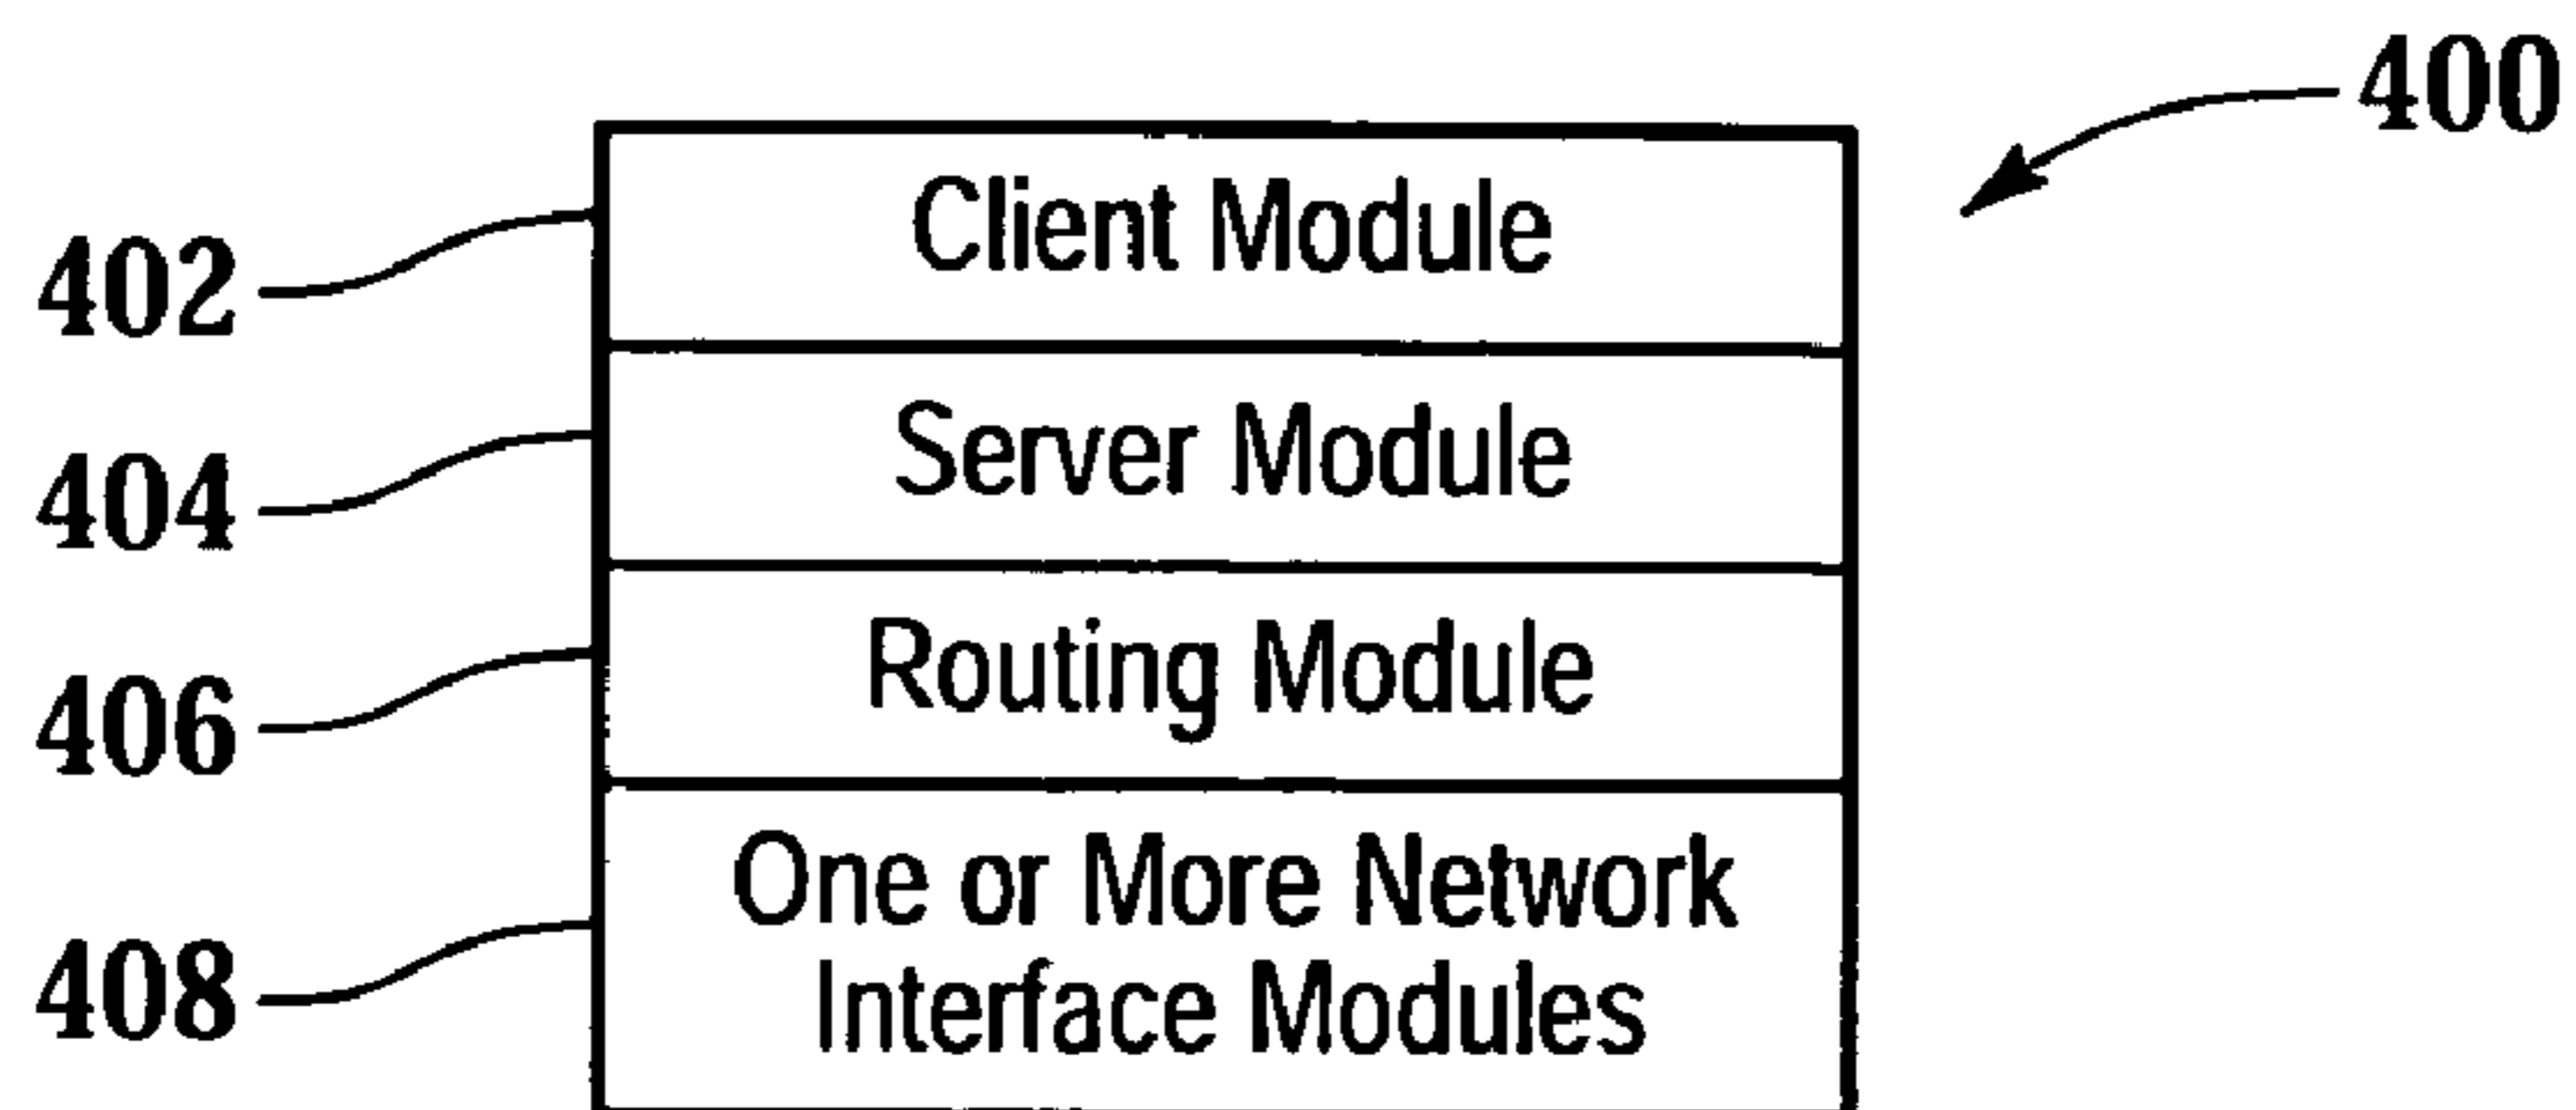 400
Client Module
402
Server Module
404
Routing Module
406
One or More Network
Interface Modules
408